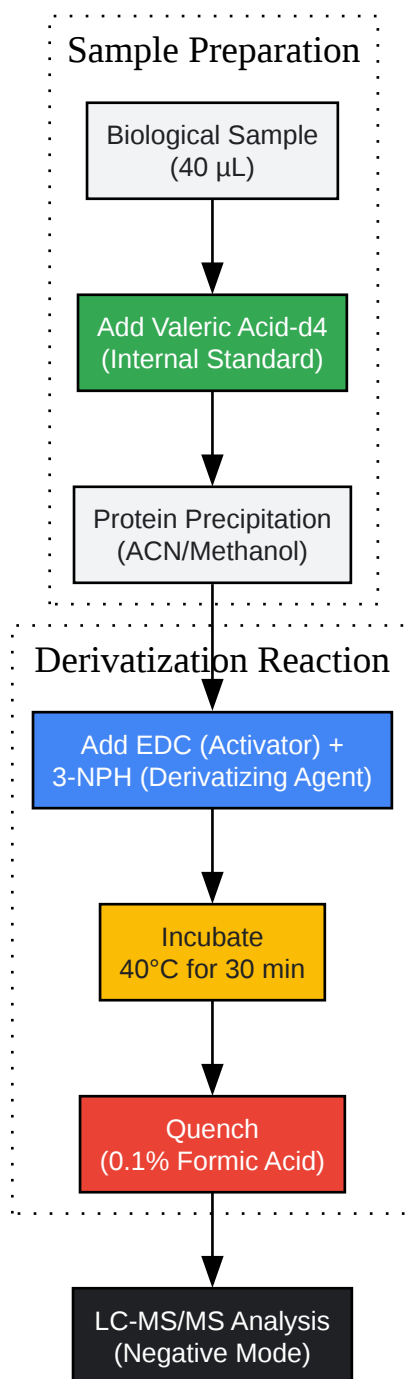 Sample Preparation
Biological Sample
(40 µL)
Add Valeric Acid-d4
(Internal Standard)
Protein Precipitation
(ACN/Methanol)
Derivatization Reaction
Add EDC (Activator) +
3-NPH (Derivatizing Agent)
Incubate
40°C for 30 min
Quench
(0.1% Formic Acid)
LC-MS/MS Analysis
(Negative Mode)